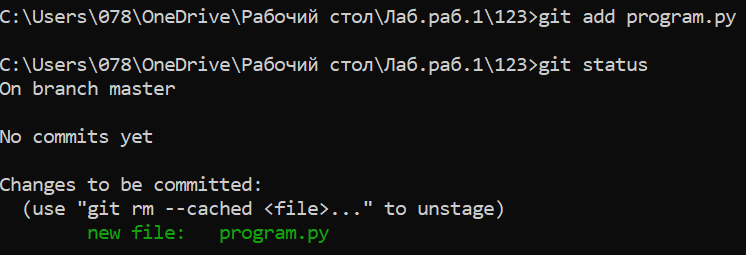 C:\Users\078\OneDrive\Рабочий стол\Лаб.раб.1\123>git add program.py
C:\Users\078\OneDrive\Рабочий стол\Лаб.раб.1\123>git status
On branch master
No commits yet
Changes to be committed:
  (use "git rm --cached <file>..." to unstage)
        new file:   program.py